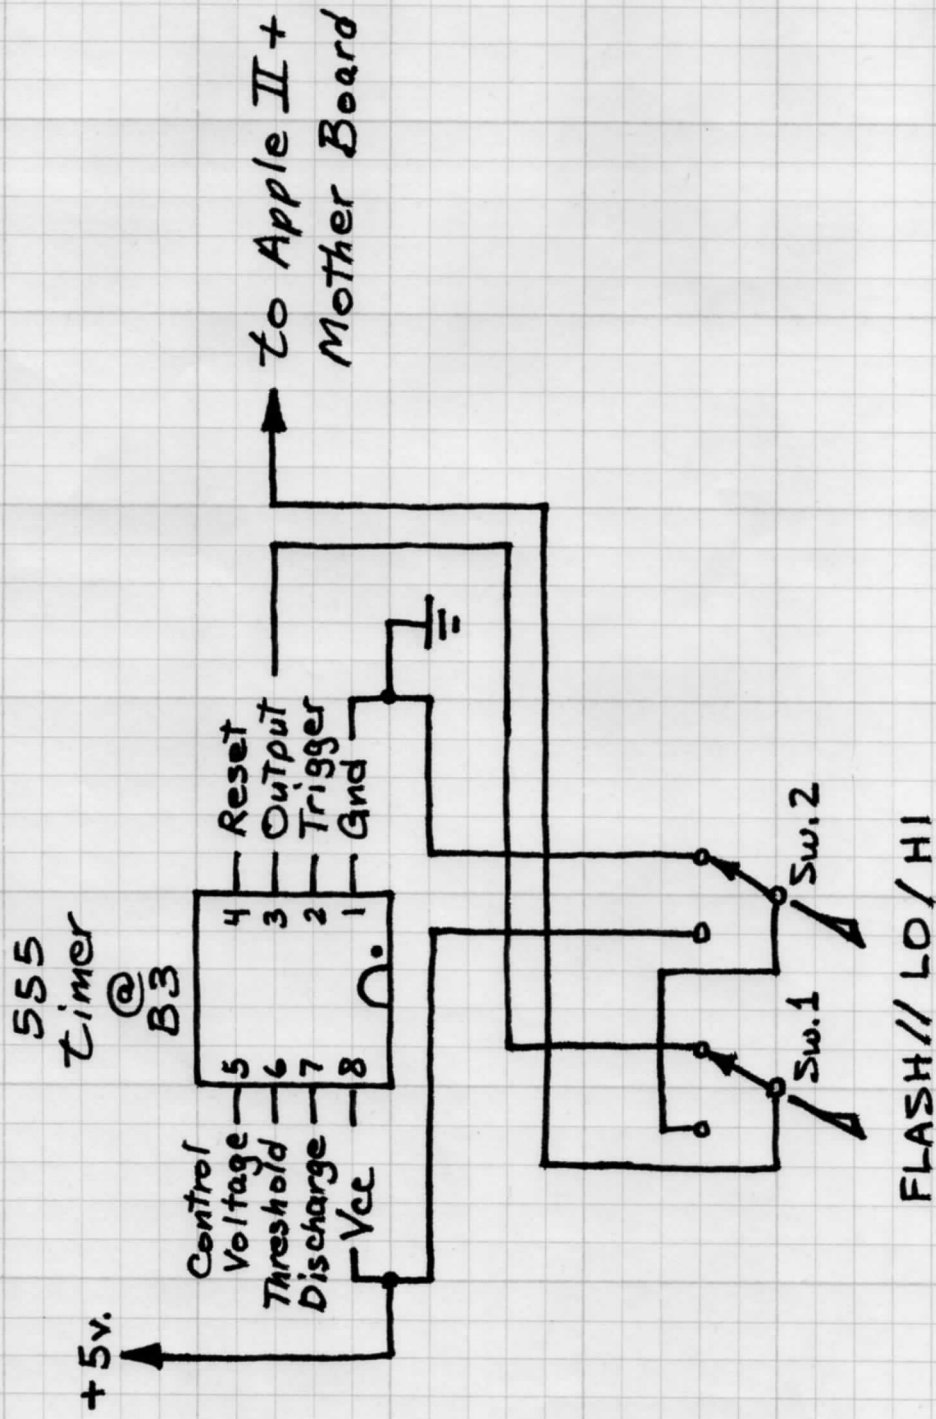 555
timer
@
B3
+5v.
Control
Voltage
Threshold
Discharge
Vcc
5
6
7
8
4
3
2
1
Reset
Output
Trigger
Gnd
to Apple II+
Mother Board
Sw.1
Sw.2
FLASH// LO/HI